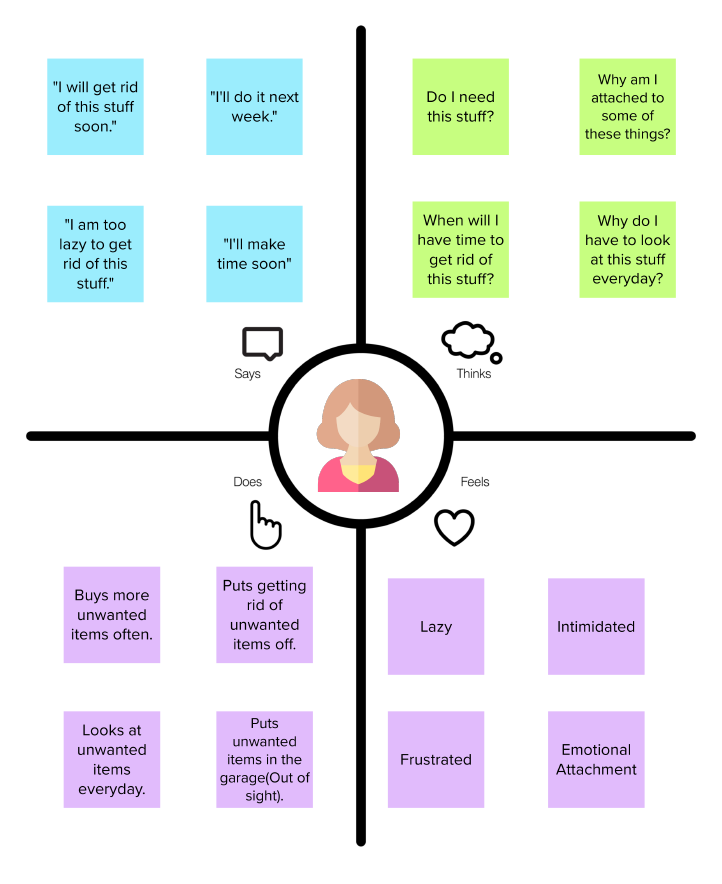 "I will get rid
of this stuff
soon."
"I'll do it next
week."
"I am too
lazy to get
rid of this
stuff."
"I'll make
time soon"
Says
Do I need
this stuff?
Why am I
attached to
some of
these things?
When will I
have time to
get rid of
this stuff?
Why do I
have to look
at this stuff
everyday?
Thinks
Does
Buys more
unwanted
items often.
Puts getting
rid of
unwanted
items off.
Looks at
unwanted
items
everyday.
Puts
unwanted
items in the
garage(Out of
sight).
Feels
Lazy
Intimidated
Frustrated
Emotional
Attachment